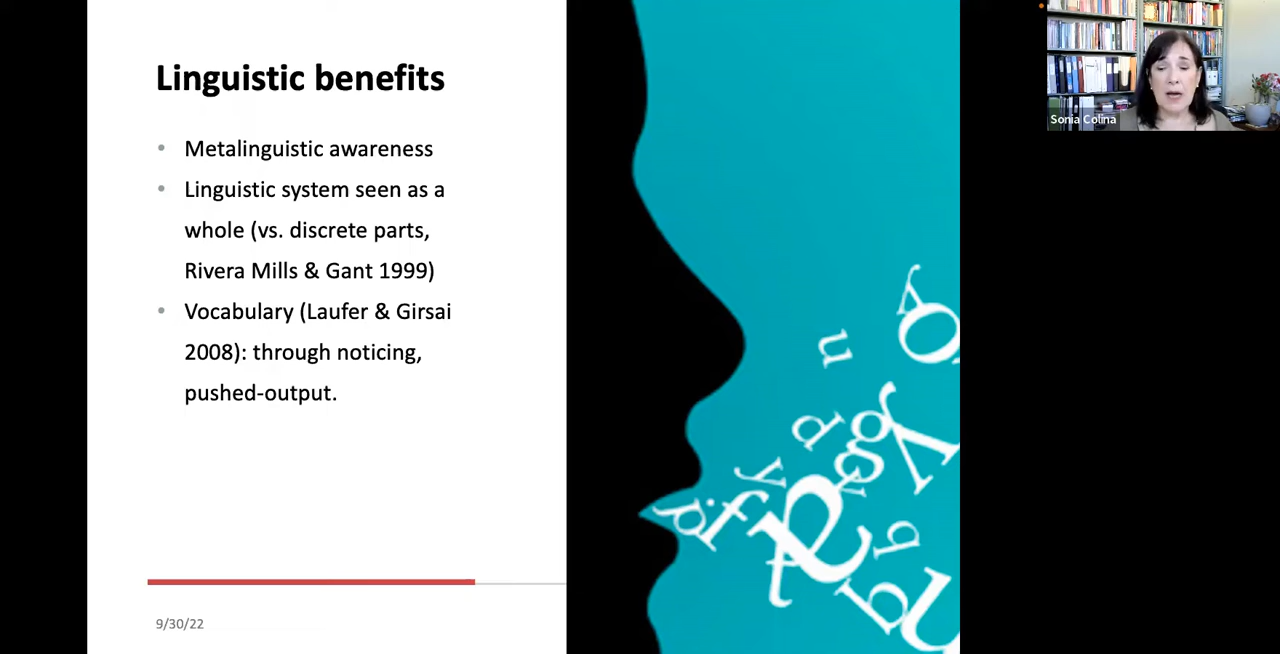 Linguistic benefits
• Metalinguistic awareness
• Linguistic system seen as a
whole (vs. discrete parts,
Rivera Mills & Gant 1999)
• Vocabulary (Laufer & Girsai
2008): through noticing,
pushed-output.
9/30/22
Sonia Colina